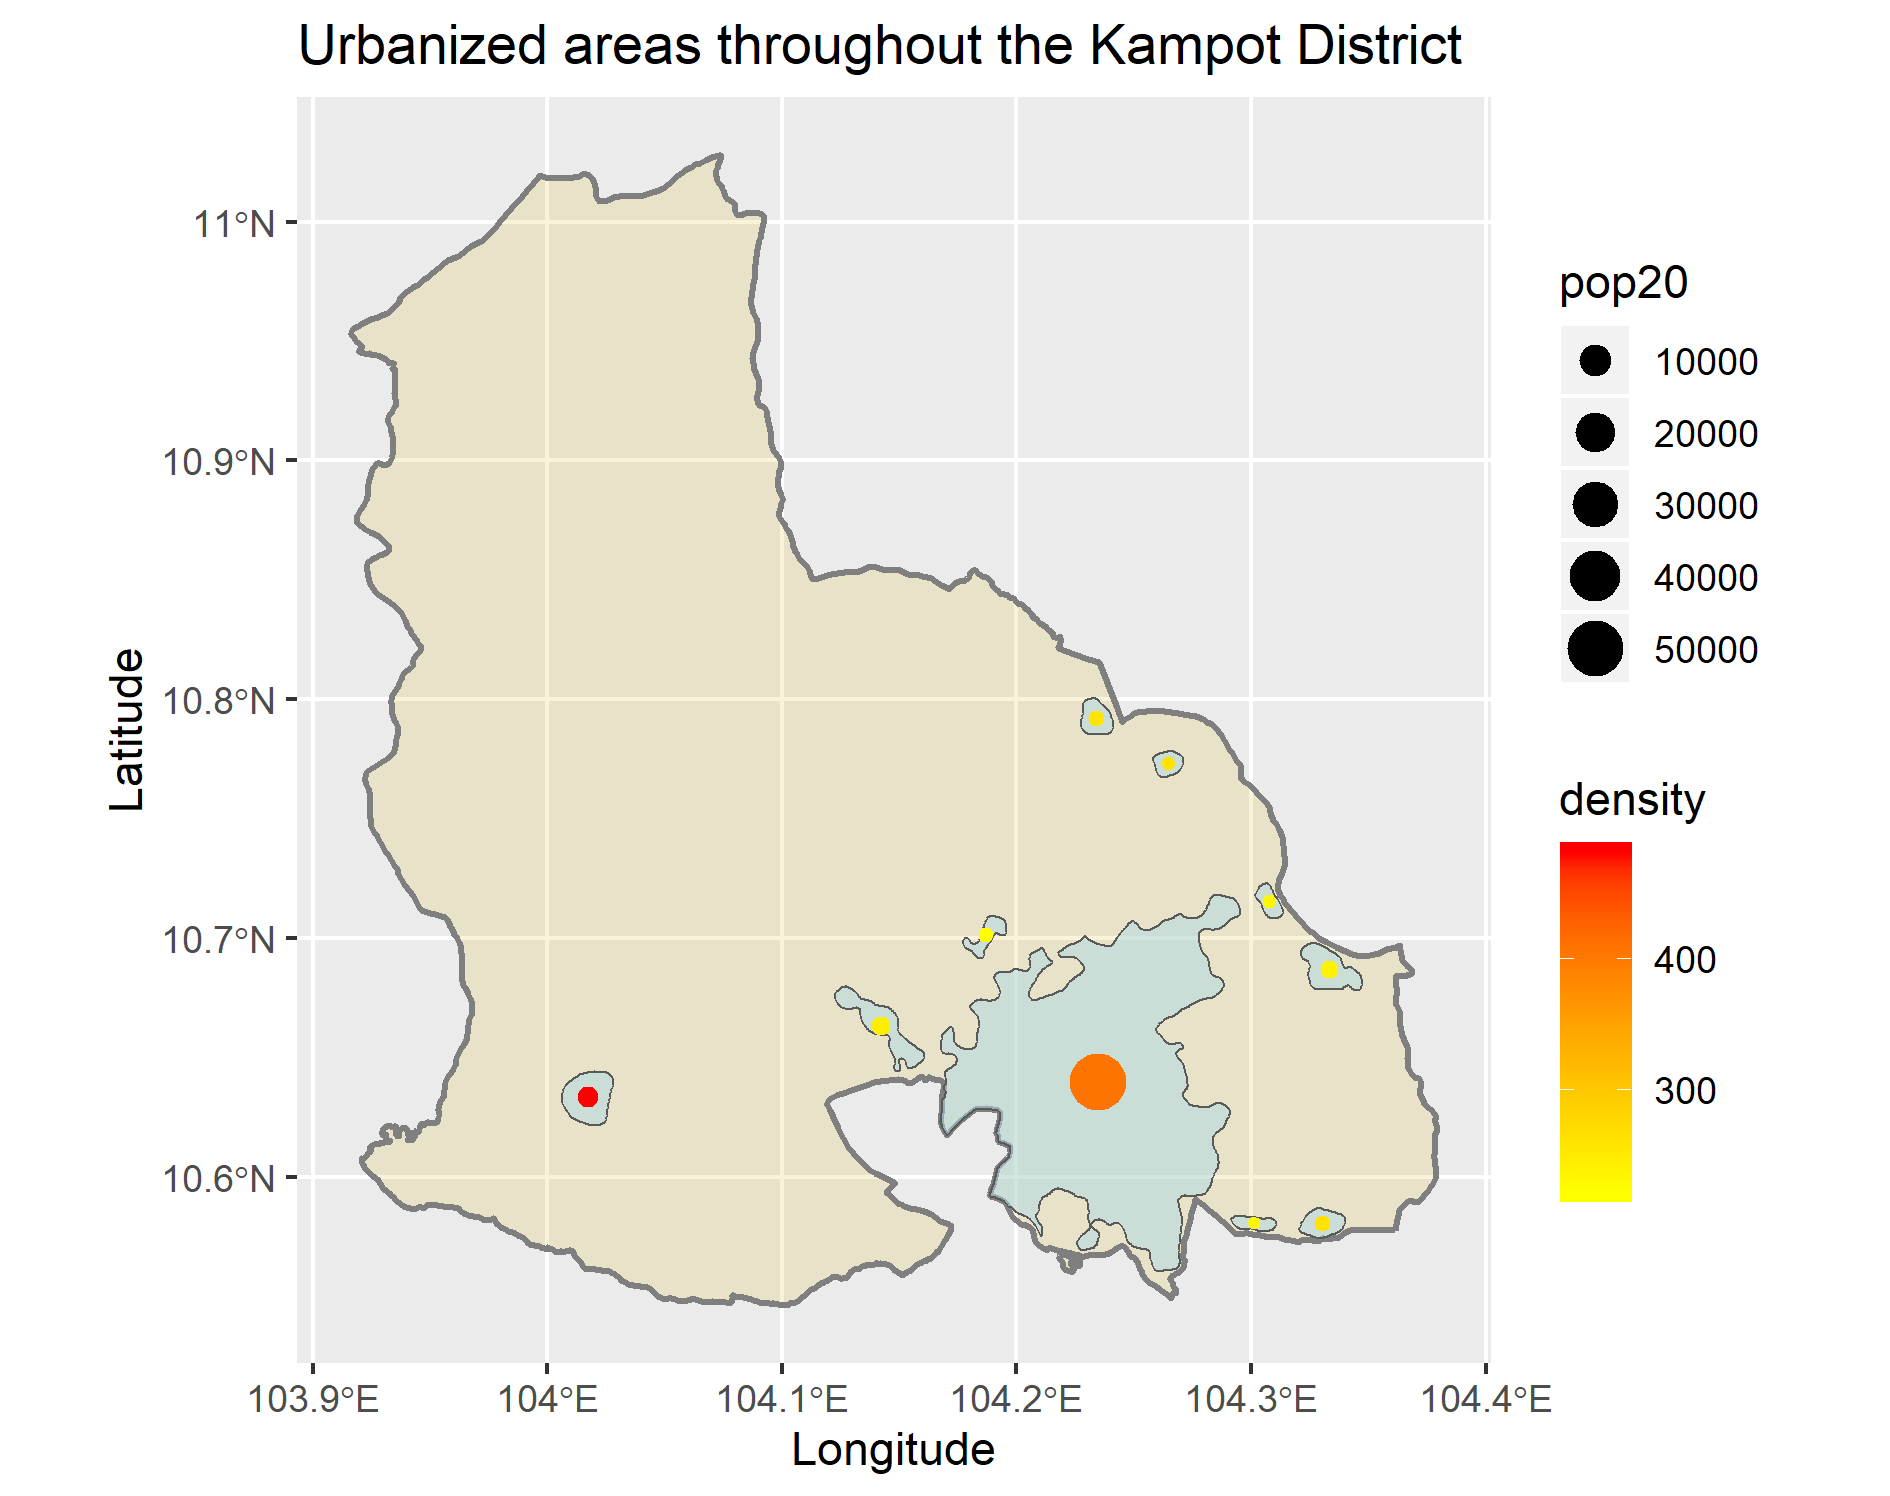 Urbanized areas throughout the Kampot District
11°N
10.9°N
10.8°N
10.7°N
10.6°N
Latitude
103.9°E
104°E
104.1°E
104.2°E
104.3°E
104.4°E
Longitude
pop20
10000
20000
30000
40000
50000
density
400
300